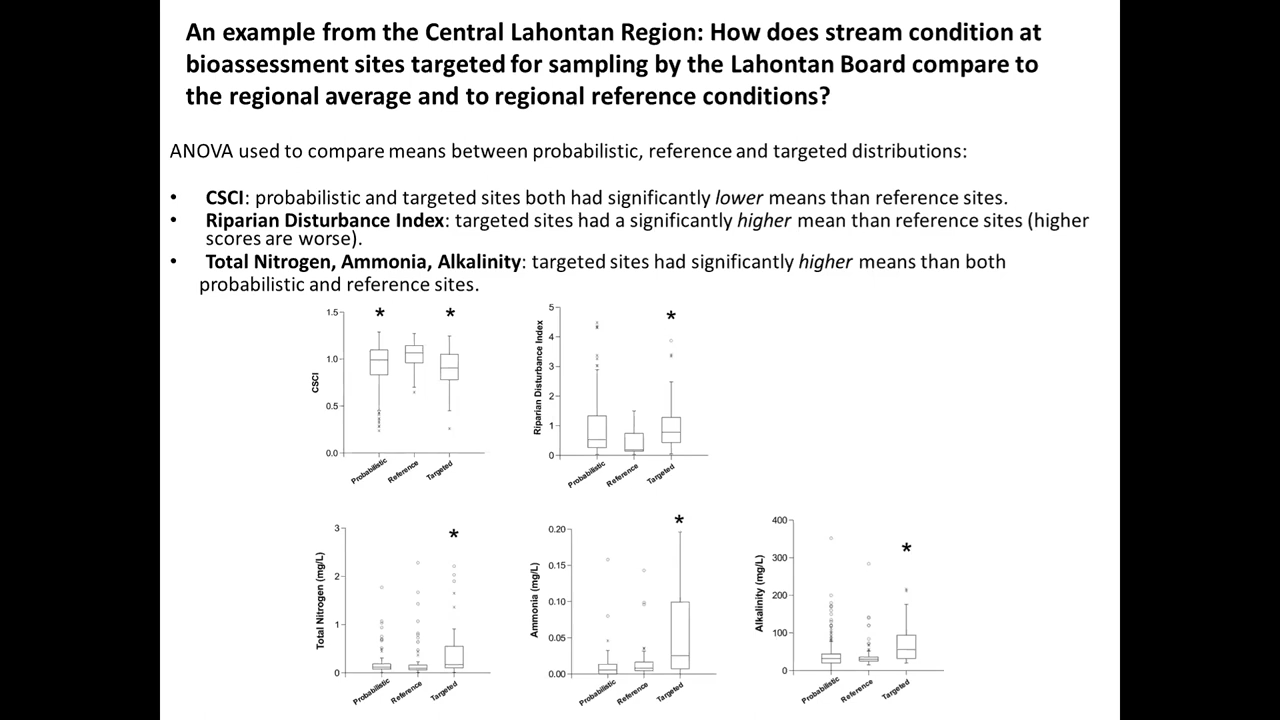 An example from the Central Lahontan Region: How does stream condition at
bioassessment sites targeted for sampling by the Lahontan Board compare to
the regional average and to regional reference conditions?
ANOVA used to compare means between probabilistic, reference and targeted distributions:
• CSCI: probabilistic and targeted sites both had significantly lower means than reference sites.
• Riparian Disturbance Index: targeted sites had a significantly higher mean than reference sites (higher
scores are worse).
• Total Nitrogen, Ammonia, Alkalinity: targeted sites had significantly higher means than both
probabilistic and reference sites.
CSCI
1.5
1.0
0.5
0.0
* *
Probabilistic
Reference
Targeted
Riparian Disturbance Index
5
4
3
2
1
0
*
Probabilistic
Reference
Targeted
Total Nitrogen (mg/L)
3
2
1
0
*
Probabilistic
Reference
Targeted
Ammonia (mg/L)
0.20
0.15
0.10
0.05
0.00
*
Probabilistic
Reference
Targeted
Alkalinity (mg/L)
400
300
200
100
0
*
Probabilistic
Reference
Targeted